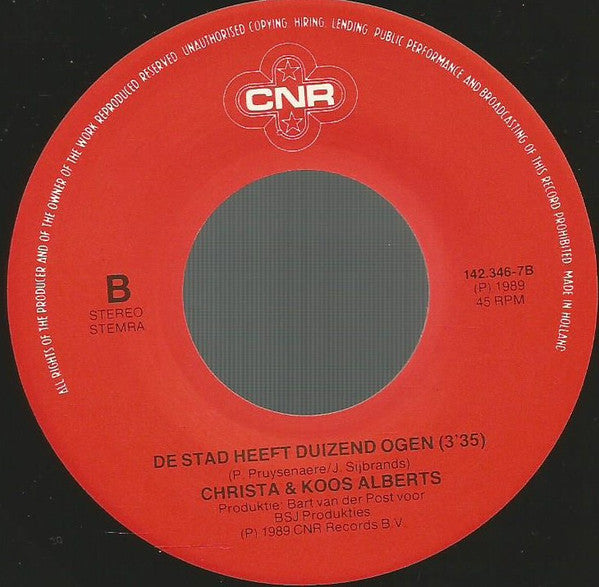 ALL RIGHTS OF THE PRODUCER AND OF THE OWNER OF THE WORK REPRODUCED RESERVED. UNAUTHORISED COPYING, HIRING, LENDING, PUBLIC PERFORMANCE AND BROADCASTING OF THIS RECORD PROHIBITED. MADE IN HOLLAND
CNR
B
STEREO
STEMRA
142.346-7B
(P) 1989
45 RPM
DE STAD HEEFT DUIZEND OGEN (3'35)
(P. Pruysenaere/J. Sijbrands)
CHRISTA & KOOS ALBERTS
Produktie: Bart van der Post voor
BSJ Produkties
(P) 1989 CNR Records B.V.